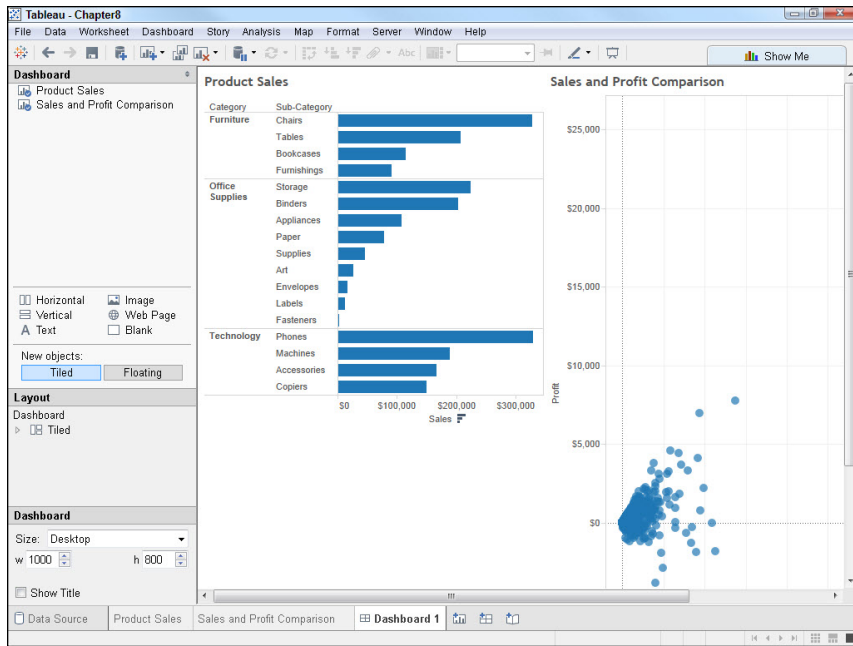 Tableau - Chapter8
File Data Worksheet Dashboard Story Analysis Map Format Server Window Help
Abc
Show Me
Dashboard
Product Sales
Sales and Profit Comparison
Horizontal Image
Vertical Web Page
A Text Blank
New objects:
Tiled Floating
Layout
Dashboard
Tiled
Dashboard
Size: Desktop
w 1000 h 800
Show Title
Product Sales
Category Sub-Category
Furniture Chairs
Tables
Bookcases
Furnishings
Office Supplies Storage
Binders
Appliances
Paper
Supplies
Art
Envelopes
Labels
Fasteners
Technology Phones
Machines
Accessories
Copiers
$0 $100,000 $200,000 $300,000
Sales
Sales and Profit Comparison
$25,000
$20,000
$15,000
$10,000
$5,000
$0
Profit
Data Source Product Sales Sales and Profit Comparison Dashboard 1